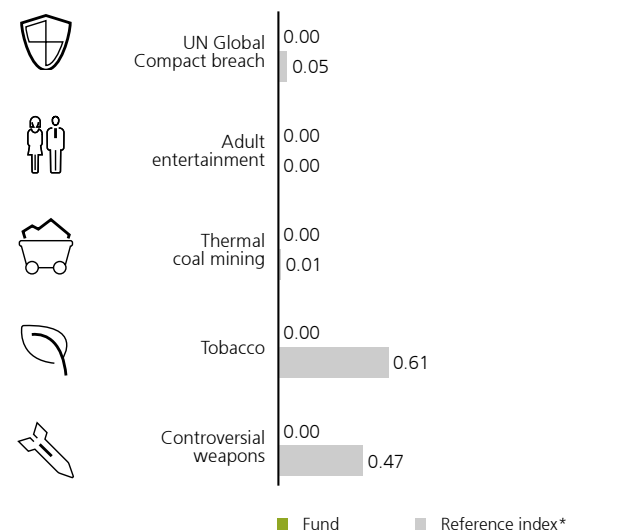 UN Global
Compact breach
0.00
0.05
Adult
entertainment
0.00
0.00
Thermal
coal mining
0.00
0.01
Tobacco
0.00
0.61
Controversial
weapons
0.00
0.47
Fund
Reference index*